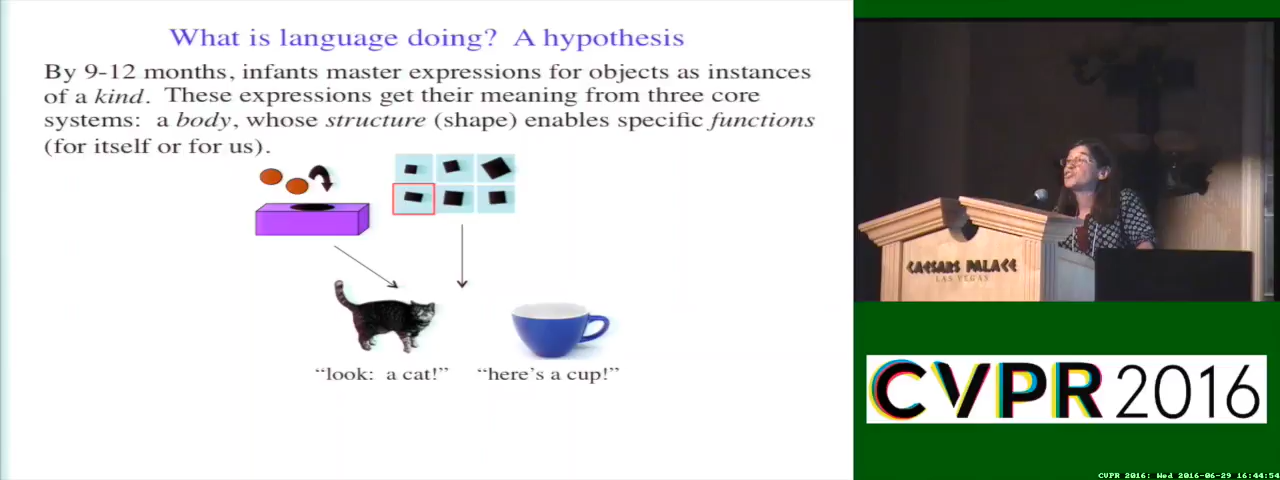 What is language doing? A hypothesis
By 9-12 months, infants master expressions for objects as instances
of a kind. These expressions get their meaning from three core
systems: a body, whose structure (shape) enables specific functions
(for itself or for us).
"look: a cat!" "here's a cup!"
CAESARS PALACE
LAS VEGAS
CVPR 2016
CVPR 2016: Wed 2016-06-29 16:44:54